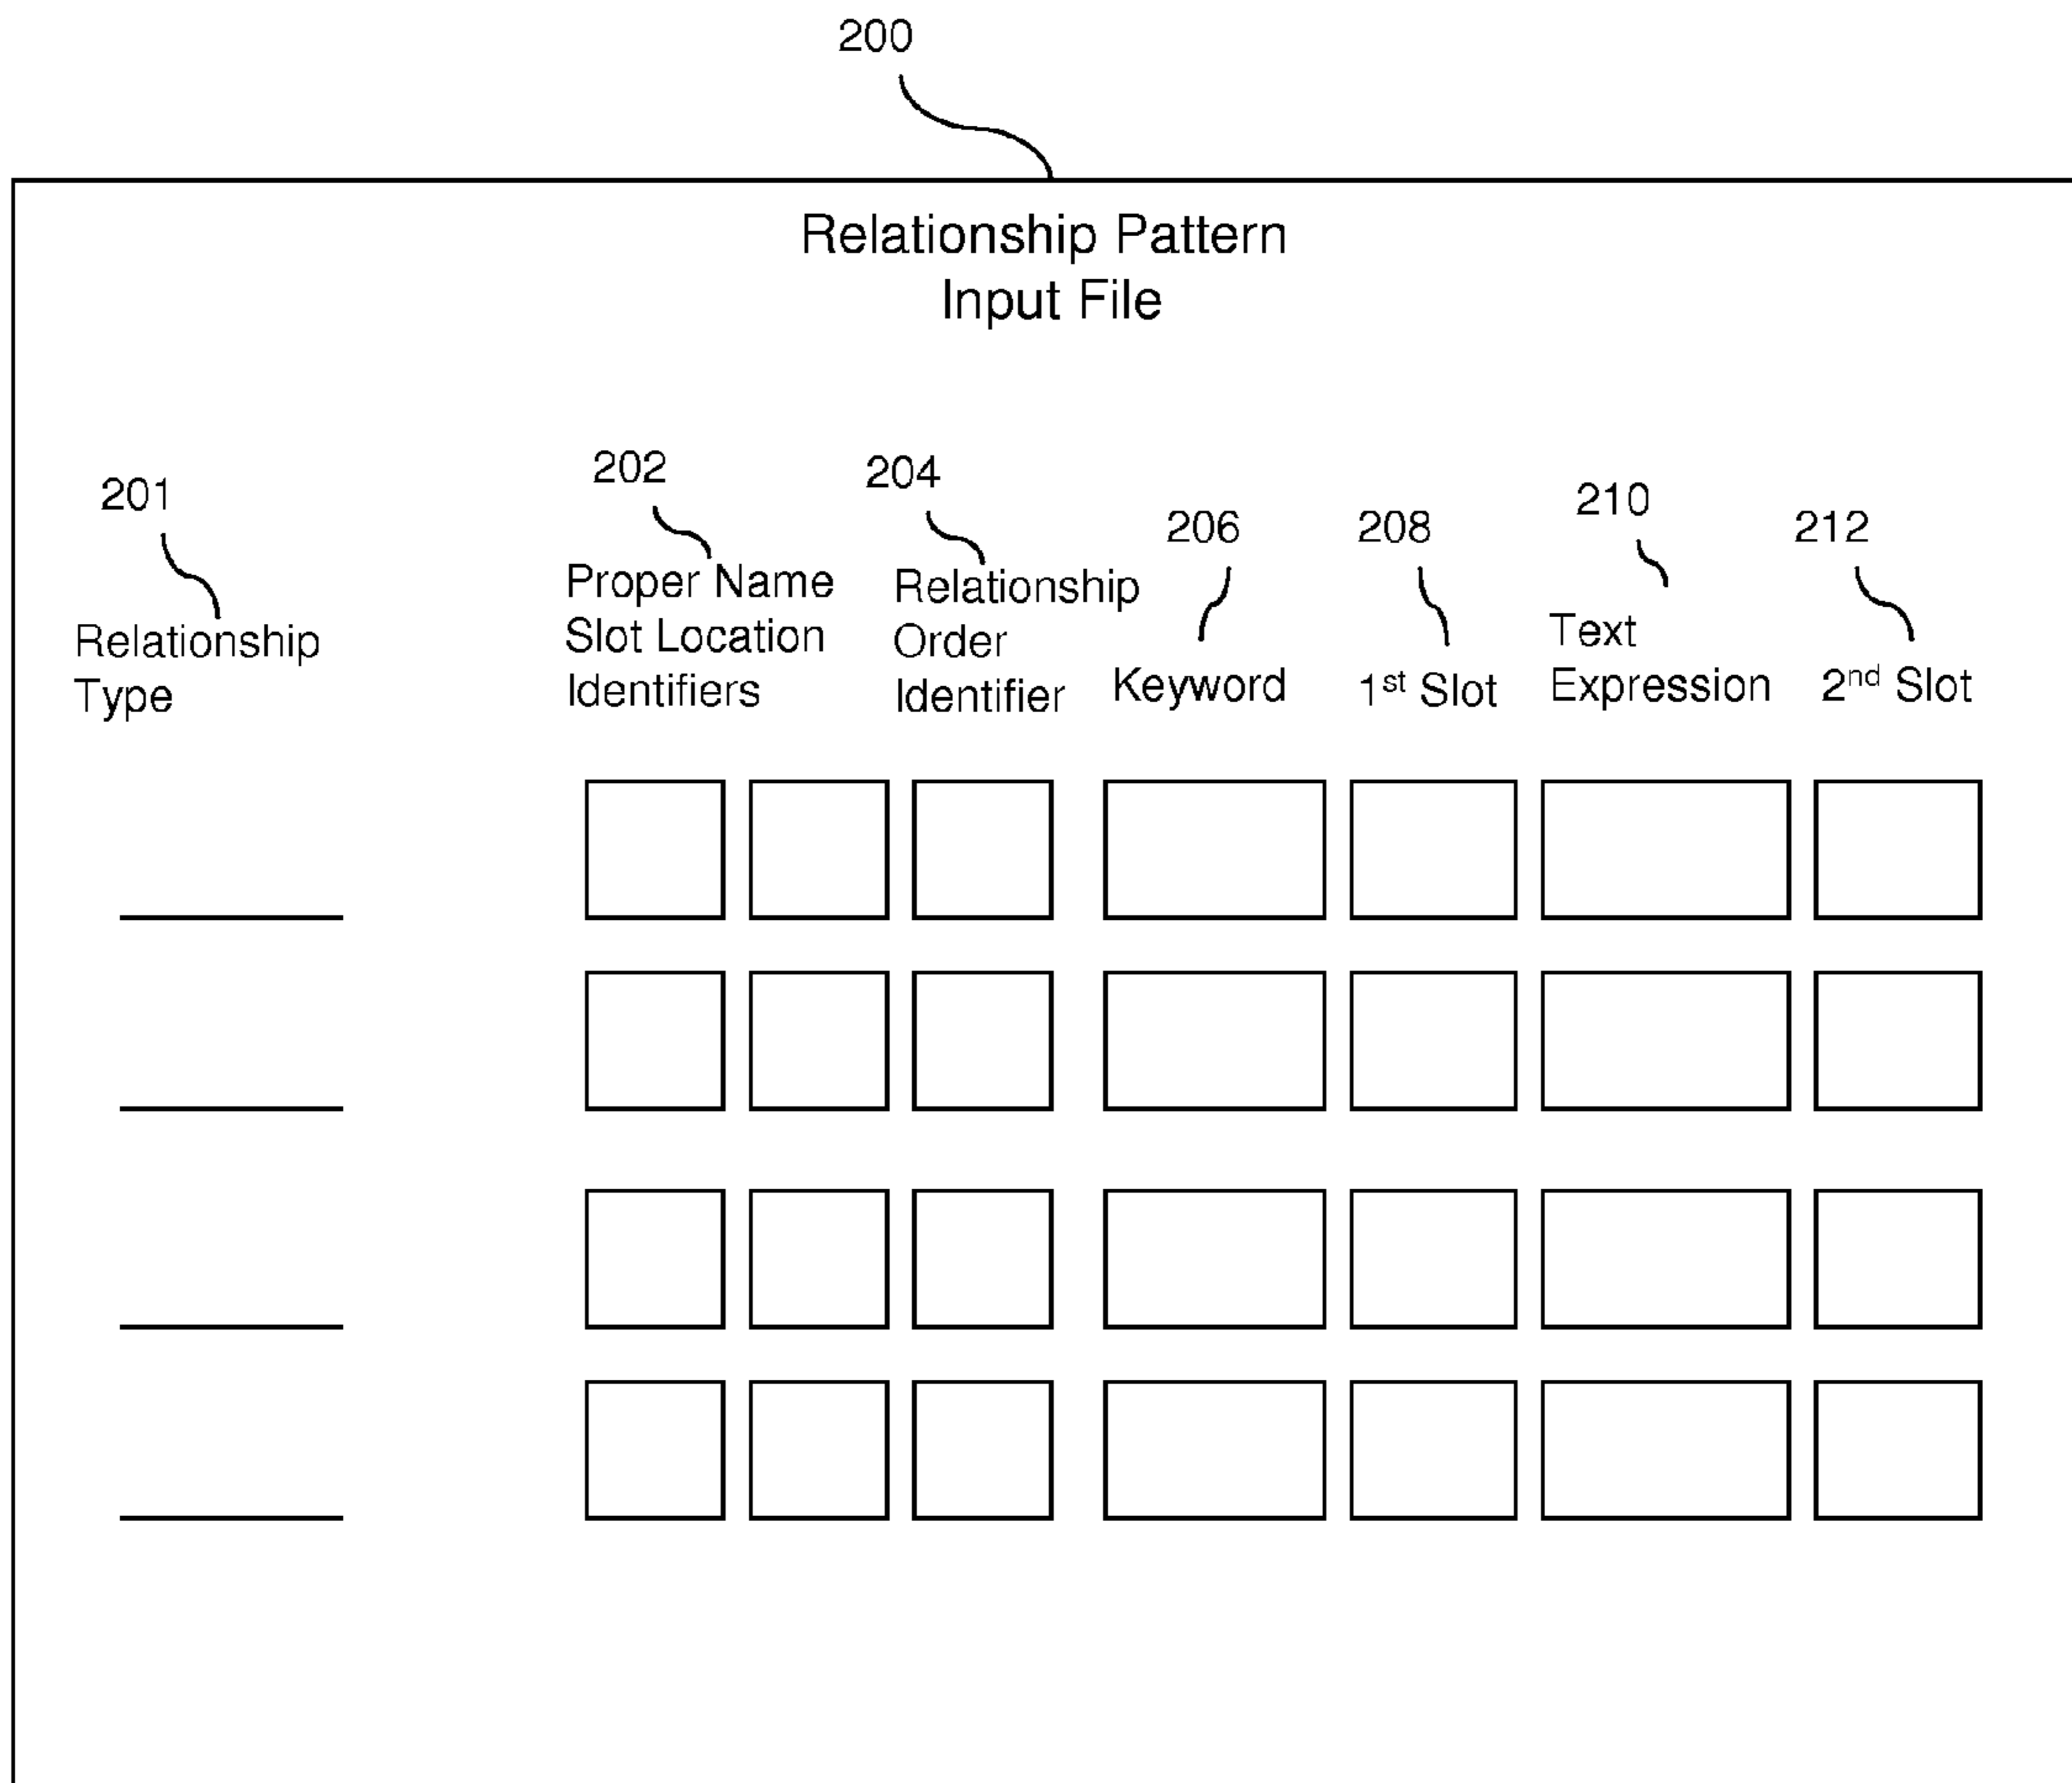 200
Relationship Pattern
Input File
201
Relationship
Type
202
Proper Name
Slot Location
Identifiers
204
Relationship
Order
Identifier
206
Keyword
208
1st Slot
210
Text
Expression
212
2nd Slot